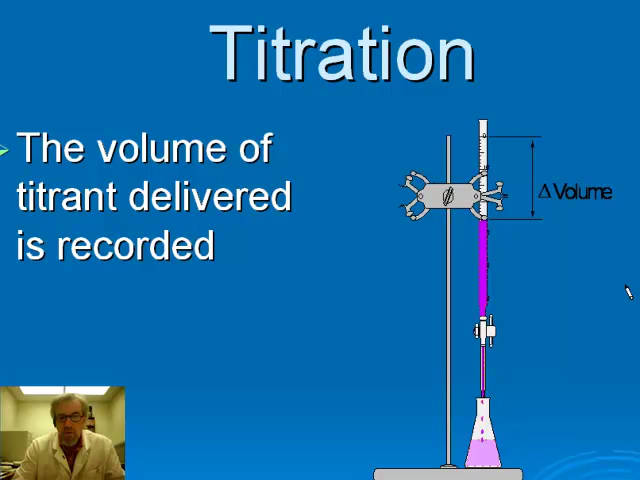 Titration
The volume of
titrant delivered
is recorded
Δ Volume